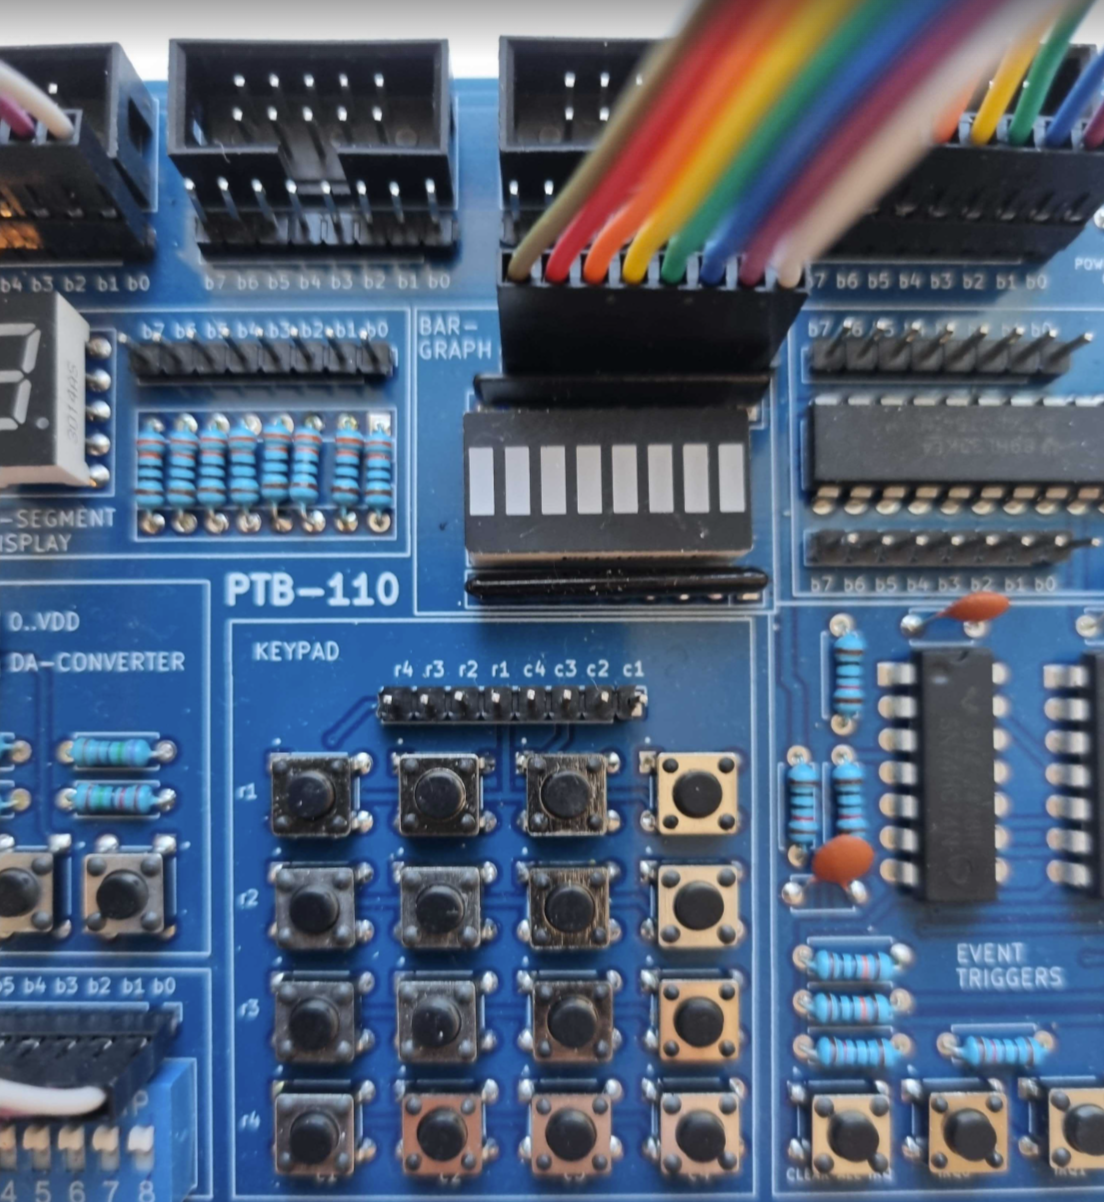 b4 b3 b2 b1 b0
b7 b6 b5 b4 b3 b2 b1 b0
b7 b6 b5 b4 b3 b2 b1 b0
POW
b7 b6 b5 b4 b3 b2 b1 b0
BAR-
GRAPH
b7 b6 b5 b4 b3 b2 b1 b0
3014AS
-SEGMENT
ISPLAY
b7 b6 b5 b4 b3 b2 b1 b0
PTB-110
0..VDD
DA-CONVERTER
KEYPAD
r4 r3 r2 r1 c4 c3 c2 c1
r1
r2
r3
r4
EVENT
TRIGGERS
b5 b4 b3 b2 b1 b0
P
4 5 6 7 8